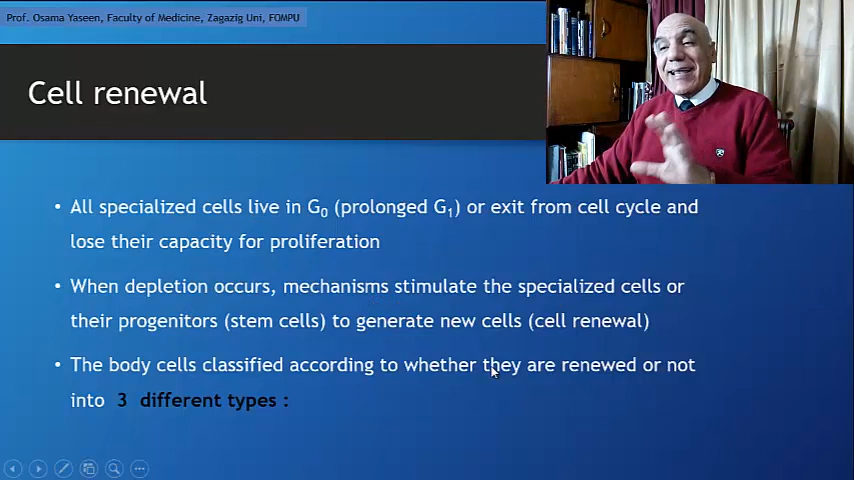 Prof. Osama Yaseen, Faculty of Medicine, Zagazig Uni, FOMPU
Cell renewal
• All specialized cells live in G₀ (prolonged G₁) or exit from cell cycle and
lose their capacity for proliferation
• When depletion occurs, mechanisms stimulate the specialized cells or
their progenitors (stem cells) to generate new cells (cell renewal)
• The body cells classified according to whether they are renewed or not
into 3 different types :